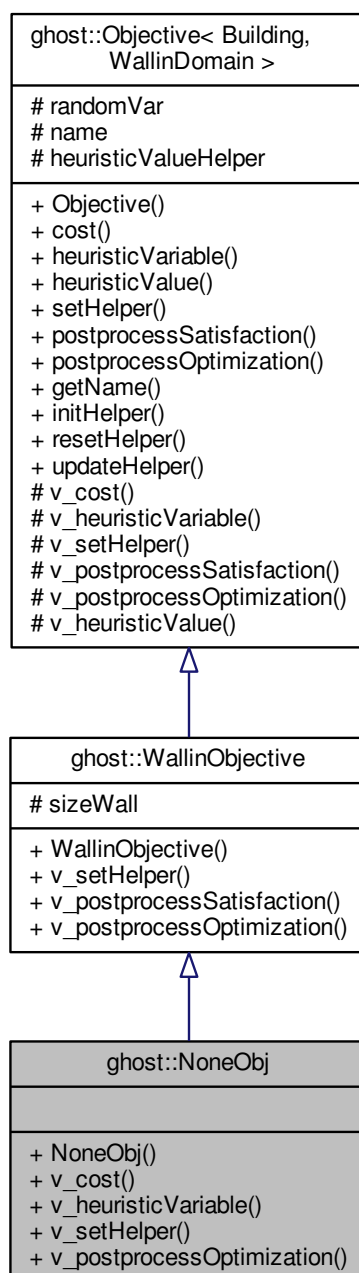 ghost::Objective< Building,
WallinDomain >
# randomVar
# name
# heuristicValueHelper
+ Objective()
+ cost()
+ heuristicVariable()
+ heuristicValue()
+ setHelper()
+ postprocessSatisfaction()
+ postprocessOptimization()
+ getName()
+ initHelper()
+ resetHelper()
+ updateHelper()
# v_cost()
# v_heuristicVariable()
# v_setHelper()
# v_postprocessSatisfaction()
# v_postprocessOptimization()
# v_heuristicValue()
ghost::WallinObjective
# sizeWall
+ WallinObjective()
+ v_setHelper()
+ v_postprocessSatisfaction()
+ v_postprocessOptimization()
ghost::NoneObj
+ NoneObj()
+ v_cost()
+ v_heuristicVariable()
+ v_setHelper()
+ v_postprocessOptimization()